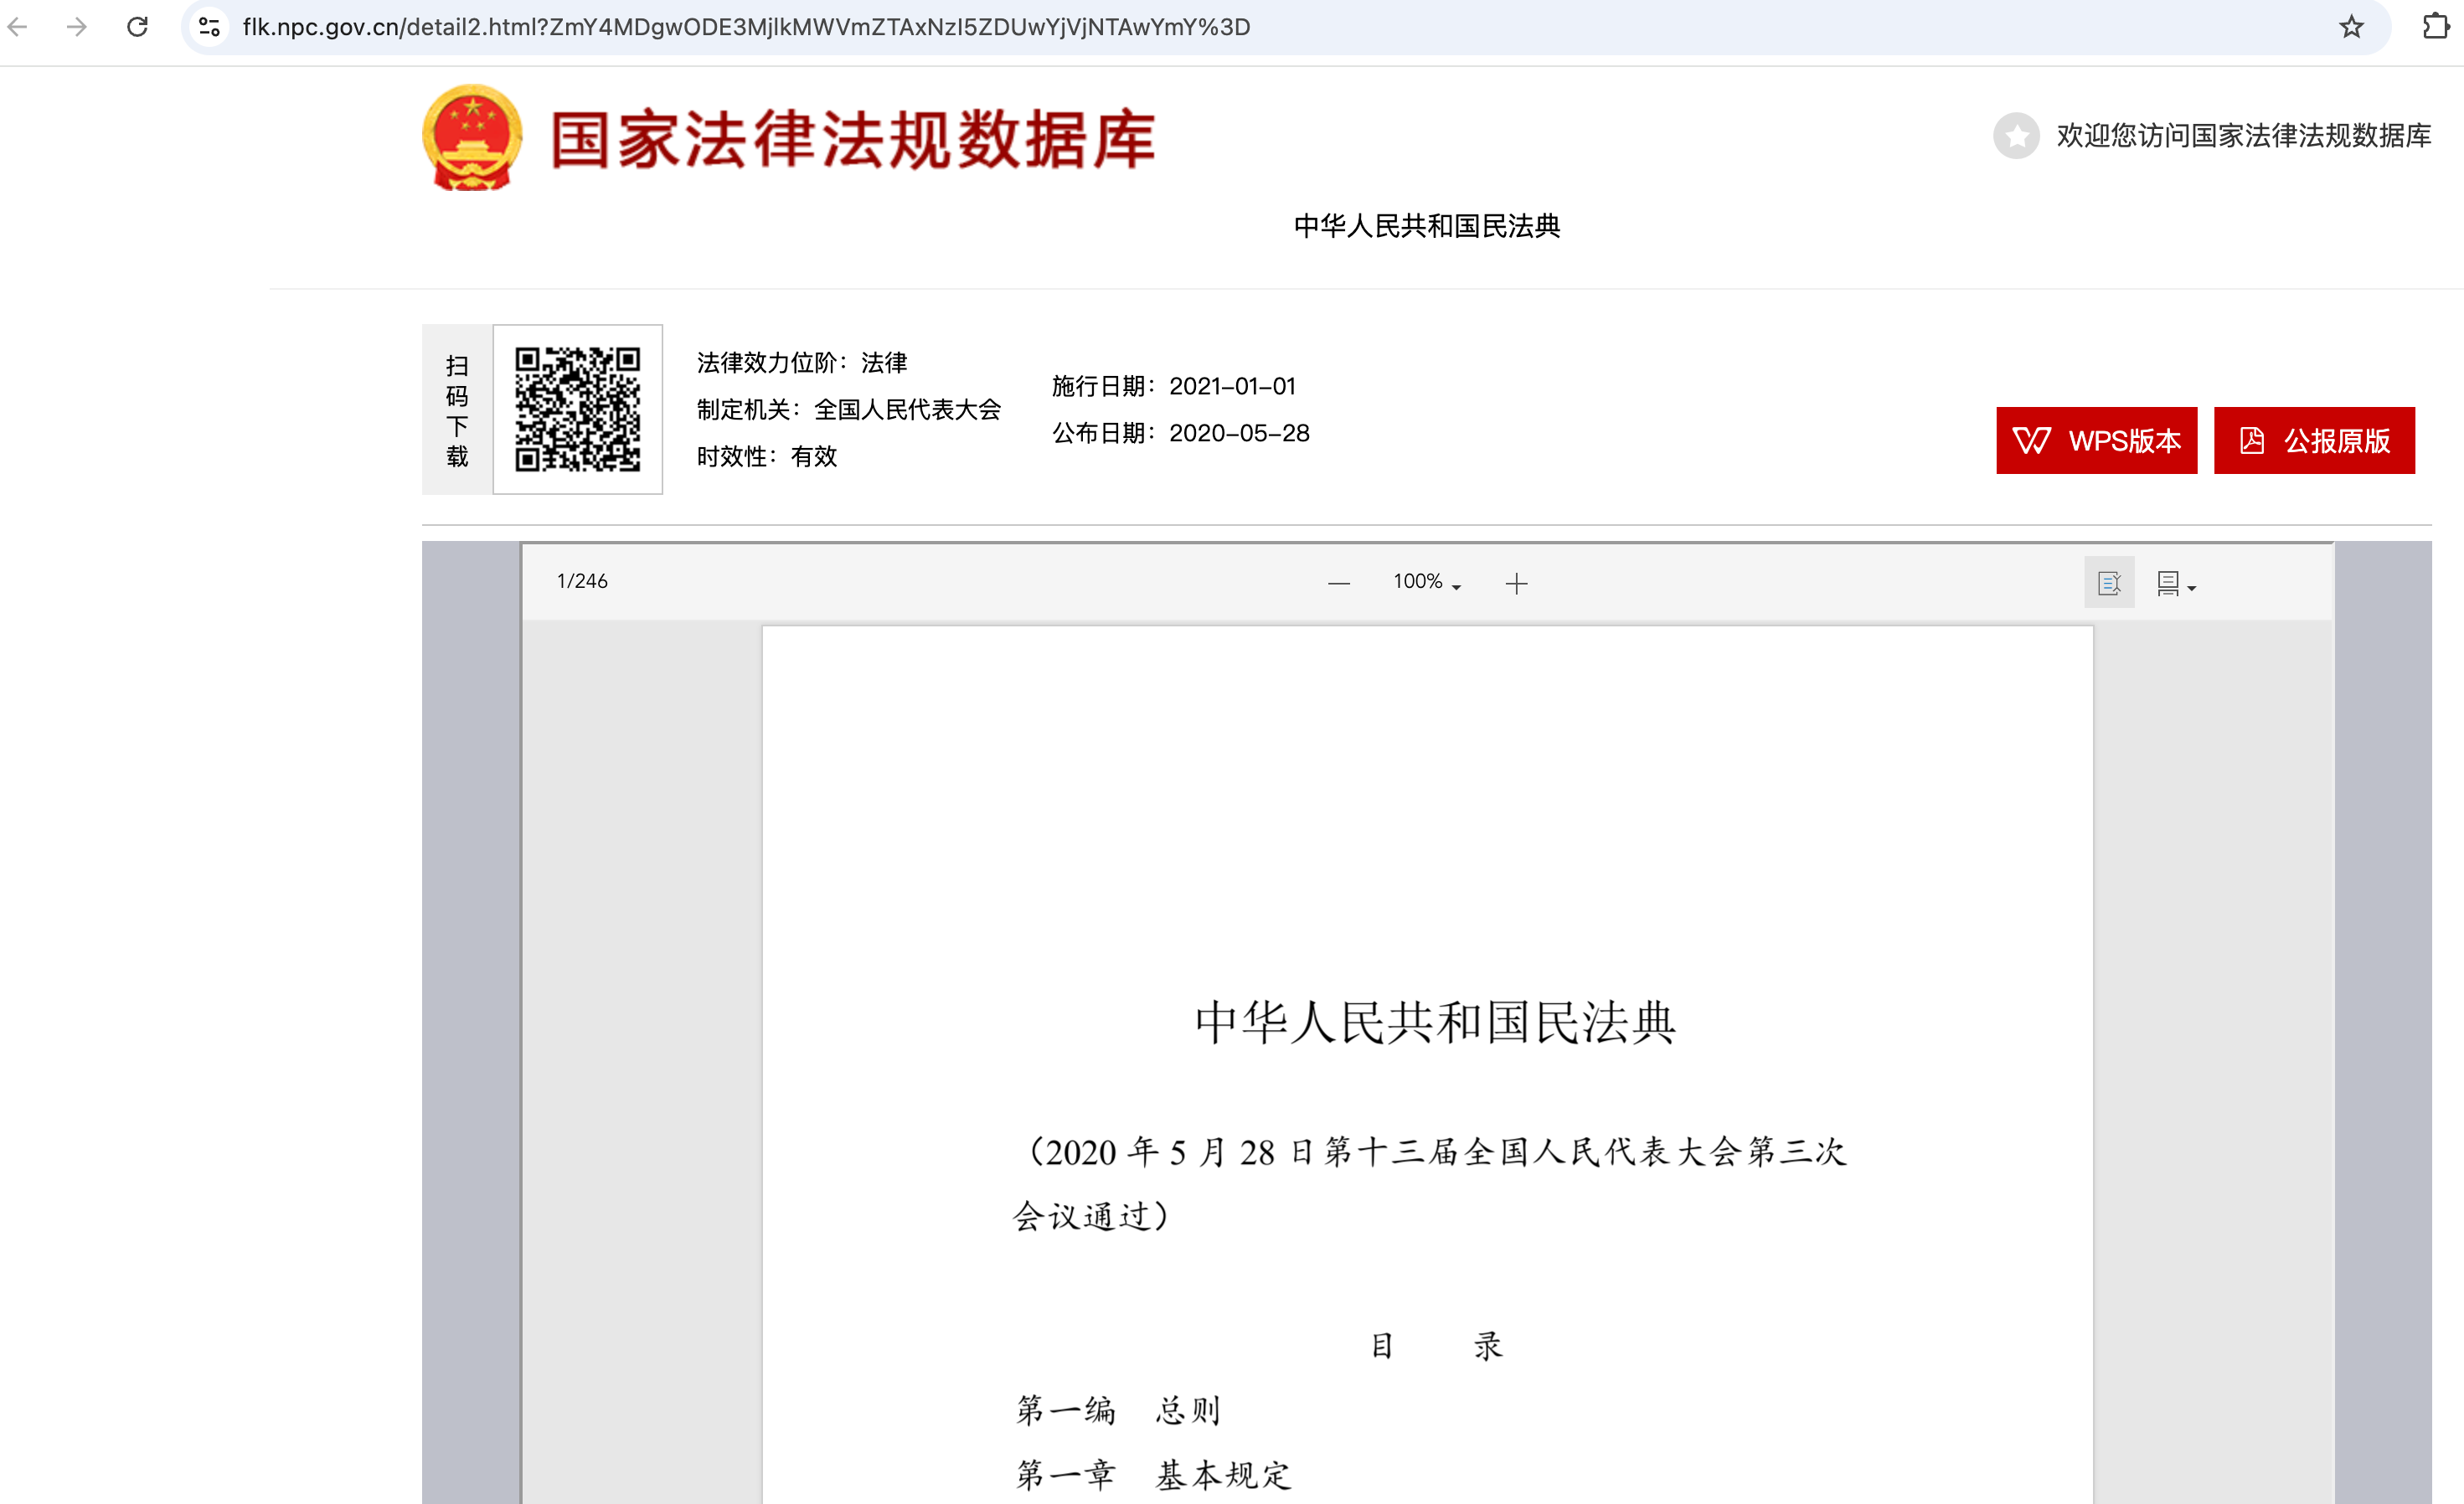 flk.npc.gov.cn/detail2.html?ZmY4MDgwODE3MjlkMWVmZTAxNzI5ZDUwYjVjNTAwYmY%3D
国家法律法规数据库
欢迎您访问国家法律法规数据库
中华人民共和国民法典
扫码下载
法律效力位阶：法律
制定机关：全国人民代表大会
时效性：有效
施行日期：2021-01-01
公布日期：2020-05-28
WPS版本
公报原版
1/246
100%
中华人民共和国民法典
（2020 年 5 月 28 日第十三届全国人民代表大会第三次
会议通过）
目 录
第一编 总则
第一章 基本规定